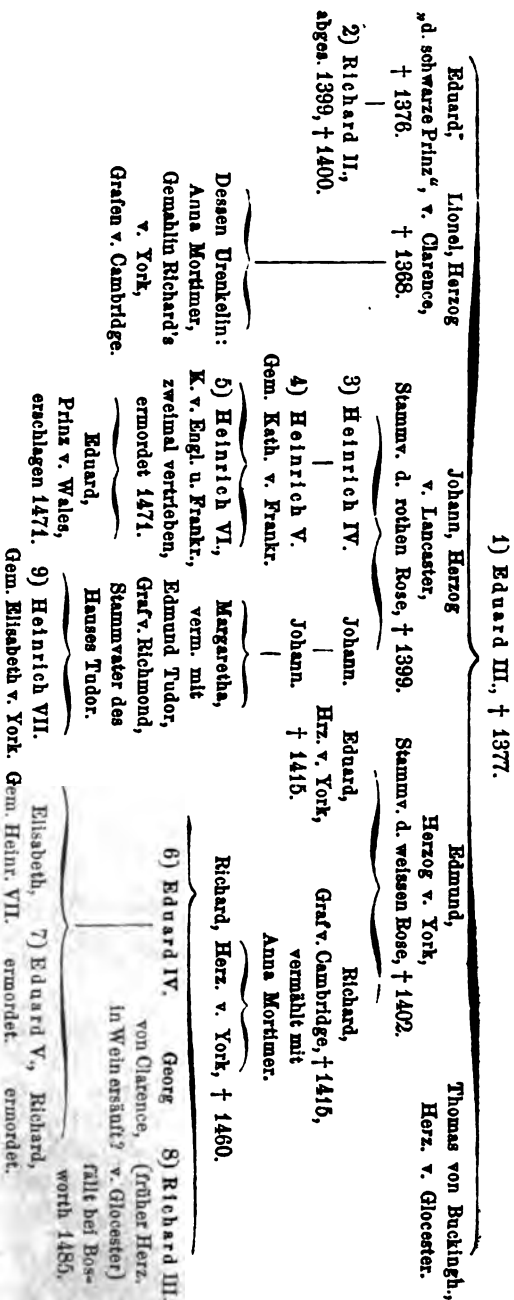 1) Eduard III., † 1377.
Eduard,
„d. schwarze Prinz“,
† 1376.
Lionel, Herzog
v. Clarence,
† 1368.
Johann, Herzog
v. Lancaster,
Stammv. d. rothen Rose, † 1399.
Edmund,
Herzog v. York,
Stammv. d. weissen Rose, † 1402.
Thomas von Buckingh.,
Herz. v. Glocester.
2) Richard II.,
abges. 1399, † 1400.
Dessen Urenkelin:
Anna Mortimer,
Gemahlin Richard's
v. York,
Grafen v. Cambridge.
3) Heinrich IV.
Johann.
Eduard,
Hrz. v. York,
† 1415.
Richard,
Graf v. Cambridge, † 1415,
vermählt mit
Anna Mortimer.
4) Heinrich V.
Gem. Kath. v. Frankr.
Johann.
5) Heinrich VI.,
K. v. Engl. u. Frankr.,
zweimal vertrieben,
ermordet 1471.
Margaretha,
verm. mit
Edmund Tudor,
Graf v. Richmond,
Stammvater des
Hauses Tudor.
Richard, Herz. v. York, † 1460.
Eduard,
Prinz v. Wales,
erschlagen 1471.
9) Heinrich VII.
Gem. Elisabeth v. York.
6) Eduard IV.
Georg
von Clarence,
in Wein ersäuft?
8) Richard III.
(früher Herz.
v. Glocester)
fällt bei Bos-
worth 1485.
Elisabeth,
Gem. Heinr. VII.
7) Eduard V.,
ermordet.
Richard,
ermordet.